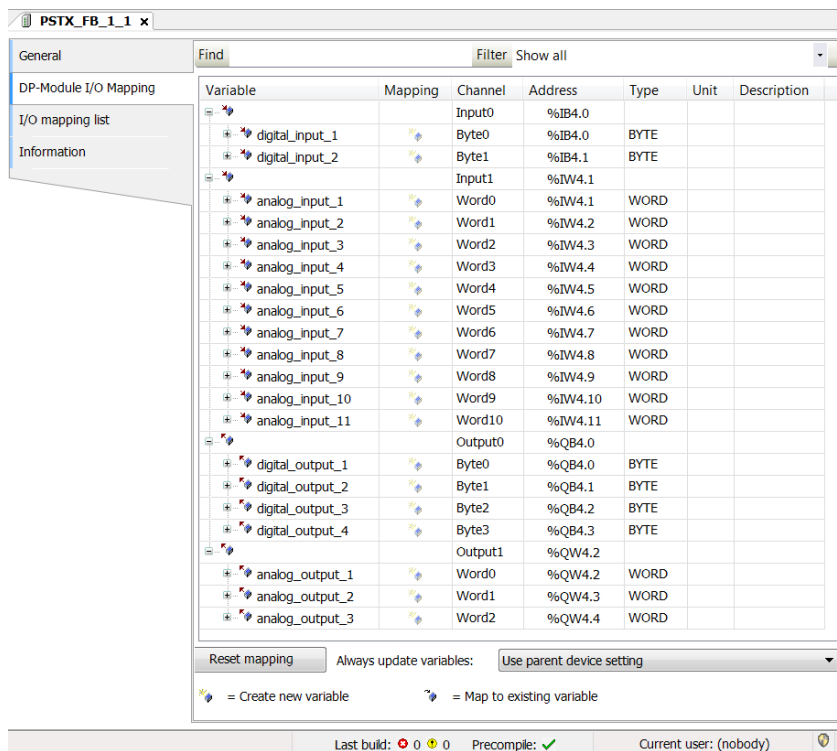 PSTX_FB_1_1 x
General
DP-Module I/O Mapping
I/O mapping list
Information
Find Filter Show all
Variable Mapping Channel Address Type Unit Description
Input0 %IB4.0
digital_input_1 Byte0 %IB4.0 BYTE
digital_input_2 Byte1 %IB4.1 BYTE
Input1 %IW4.1
analog_input_1 Word0 %IW4.1 WORD
analog_input_2 Word1 %IW4.2 WORD
analog_input_3 Word2 %IW4.3 WORD
analog_input_4 Word3 %IW4.4 WORD
analog_input_5 Word4 %IW4.5 WORD
analog_input_6 Word5 %IW4.6 WORD
analog_input_7 Word6 %IW4.7 WORD
analog_input_8 Word7 %IW4.8 WORD
analog_input_9 Word8 %IW4.9 WORD
analog_input_10 Word9 %IW4.10 WORD
analog_input_11 Word10 %IW4.11 WORD
Output0 %QB4.0
digital_output_1 Byte0 %QB4.0 BYTE
digital_output_2 Byte1 %QB4.1 BYTE
digital_output_3 Byte2 %QB4.2 BYTE
digital_output_4 Byte3 %QB4.3 BYTE
Output1 %QW4.2
analog_output_1 Word0 %QW4.2 WORD
analog_output_2 Word1 %QW4.3 WORD
analog_output_3 Word2 %QW4.4 WORD
Reset mapping Always update variables: Use parent device setting
= Create new variable = Map to existing variable
Last build: 0 0 Precompile: Current user: (nobody)